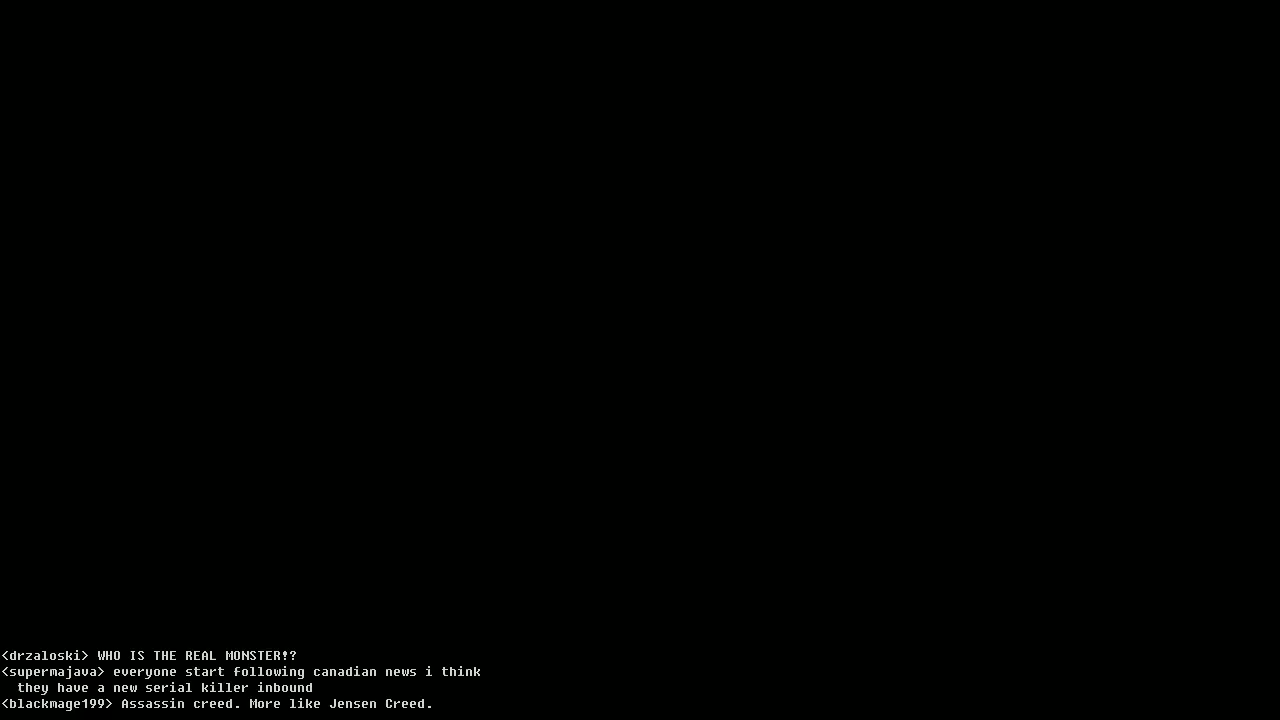 <drzaloski> WHO IS THE REAL MONSTER!?
<supermajava> everyone start following canadian news i think
they have a new serial killer inbound
<blackmage199> Assassin creed. More like Jensen Creed.